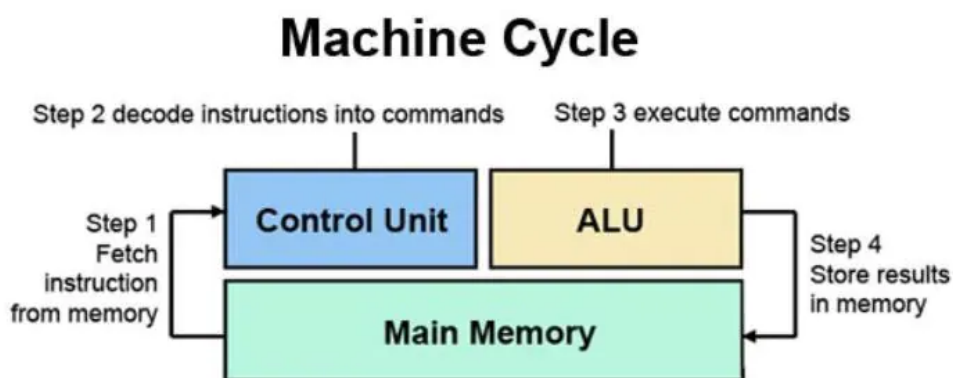 Machine Cycle
Step 2 decode instructions into commands
Step 3 execute commands
Control Unit
ALU
Step 1
Fetch
instruction
from memory
Step 4
Store results
in memory
Main Memory